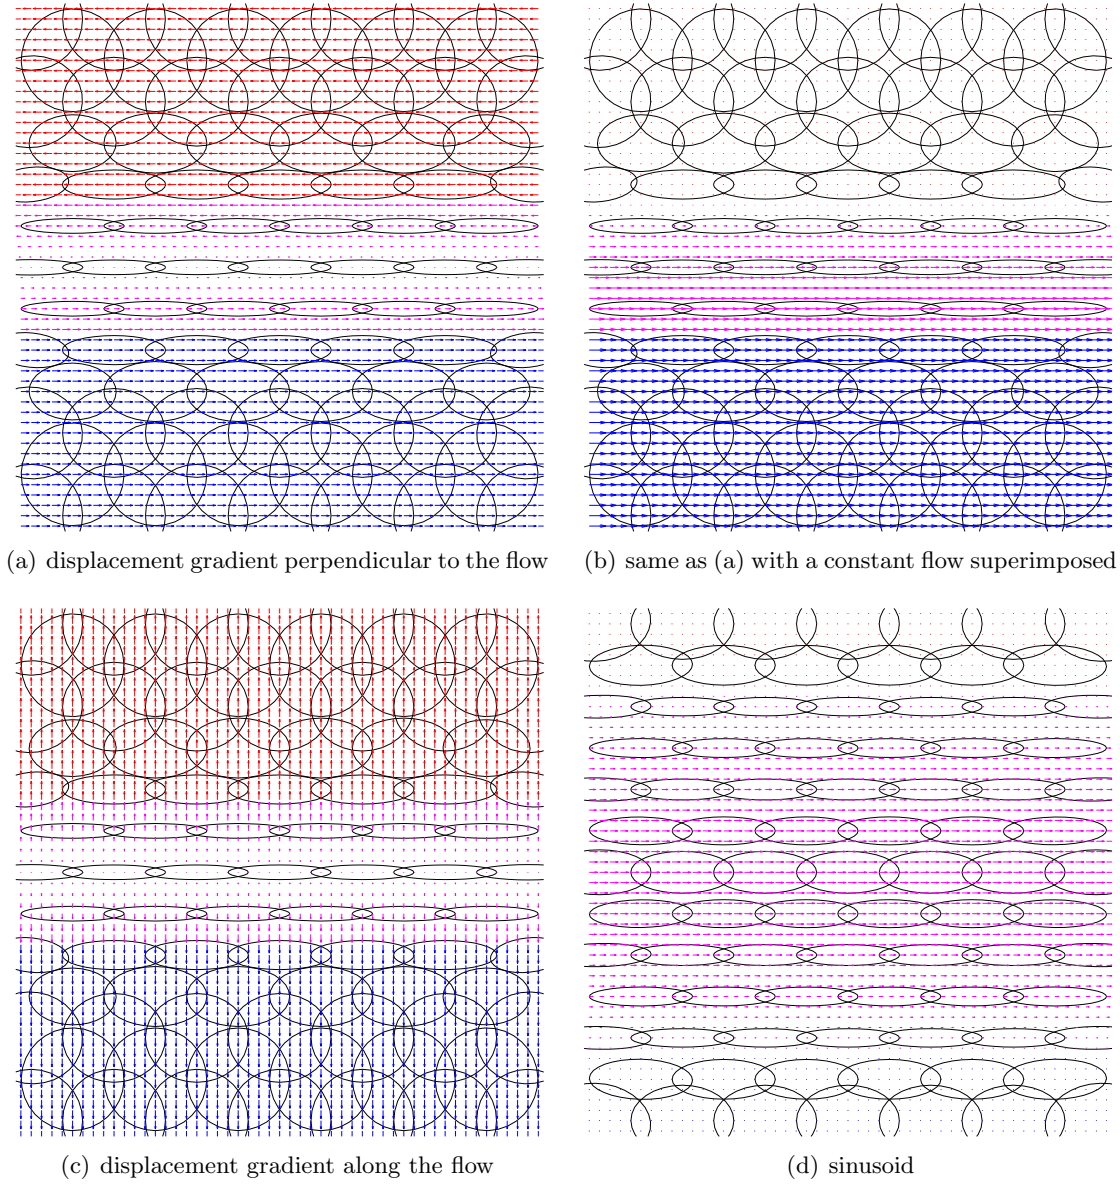 (a) displacement gradient perpendicular to the flow
(b) same as (a) with a constant flow superimposed
(c) displacement gradient along the flow
(d) sinusoid